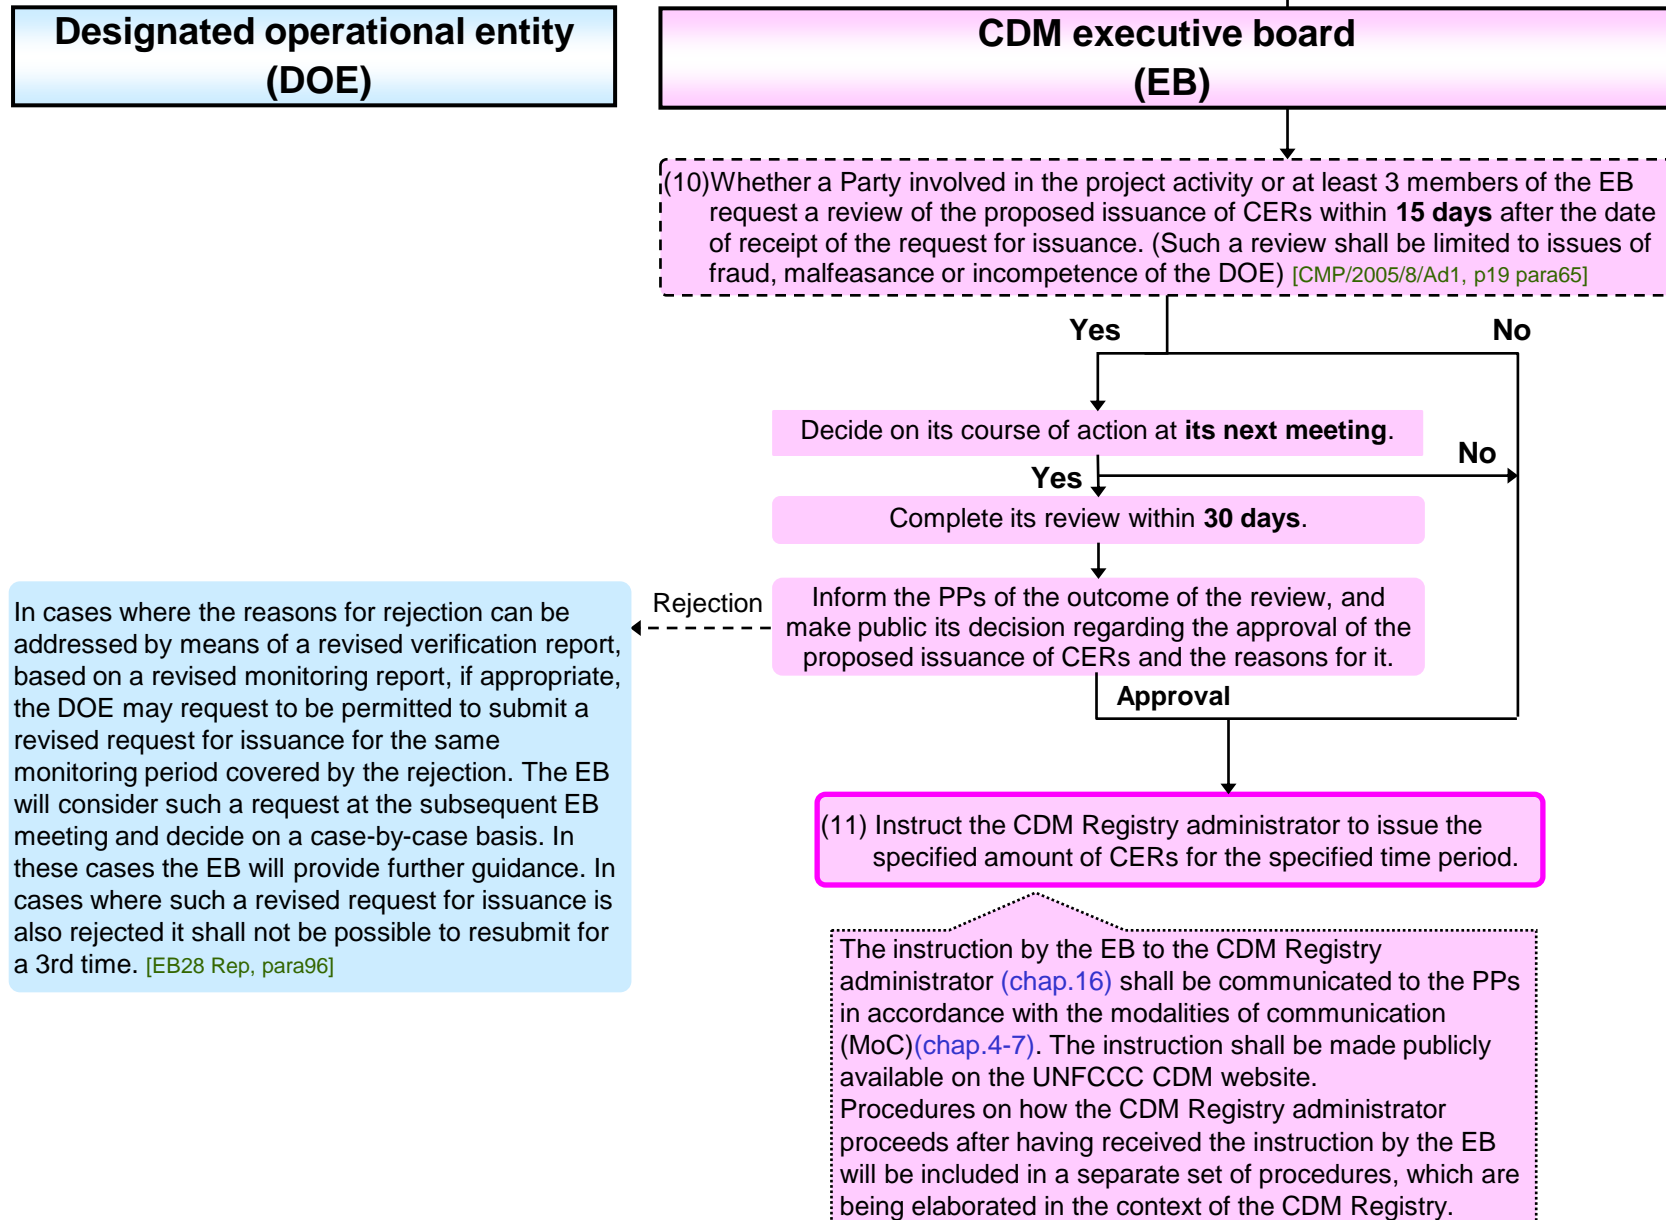 Designated operational entity
(DOE)
CDM executive board
(EB)
(10)Whether a Party involved in the project activity or at least 3 members of the EB
request a review of the proposed issuance of CERs within 15 days after the date
of receipt of the request for issuance. (Such a review shall be limited to issues of
fraud, malfeasance or incompetence of the DOE) [CMP/2005/8/Ad1, p19 para65]
Yes
No
Decide on its course of action at its next meeting.
No
Yes
Complete its review within 30 days.
Inform the PPs of the outcome of the review, and
make public its decision regarding the approval of the
proposed issuance of CERs and the reasons for it.
Rejection
In cases where the reasons for rejection can be
addressed by means of a revised verification report,
based on a revised monitoring report, if appropriate,
the DOE may request to be permitted to submit a
revised request for issuance for the same
monitoring period covered by the rejection. The EB
will consider such a request at the subsequent EB
meeting and decide on a case-by-case basis. In
these cases the EB will provide further guidance. In
cases where such a revised request for issuance is
also rejected it shall not be possible to resubmit for
a 3rd time. [EB28 Rep, para96]
Approval
(11) Instruct the CDM Registry administrator to issue the
specified amount of CERs for the specified time period.
The instruction by the EB to the CDM Registry
administrator (chap.16) shall be communicated to the PPs
in accordance with the modalities of communication
(MoC)(chap.4-7). The instruction shall be made publicly
available on the UNFCCC CDM website.
Procedures on how the CDM Registry administrator
proceeds after having received the instruction by the EB
will be included in a separate set of procedures, which are
being elaborated in the context of the CDM Registry.